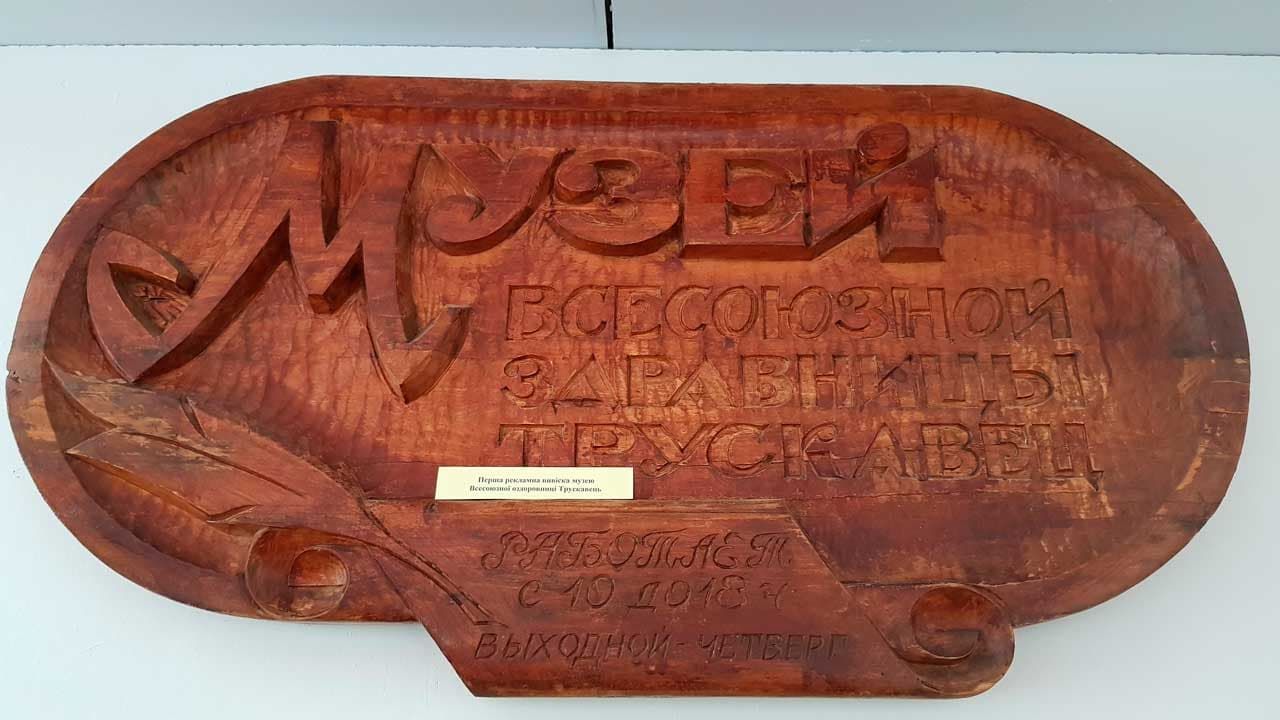 Музей
ВСЕСОЮЗНОЙ
ЗДРАВНИЦЫ
ТРУСКАВЕЦ
Перша рекламна вивіска музею
Всесоюзної оздоровниці Трускавець
РАБОТАЕТ
С 10 ДО 18 ч
ВЫХОДНОЙ - ЧЕТВЕРГ